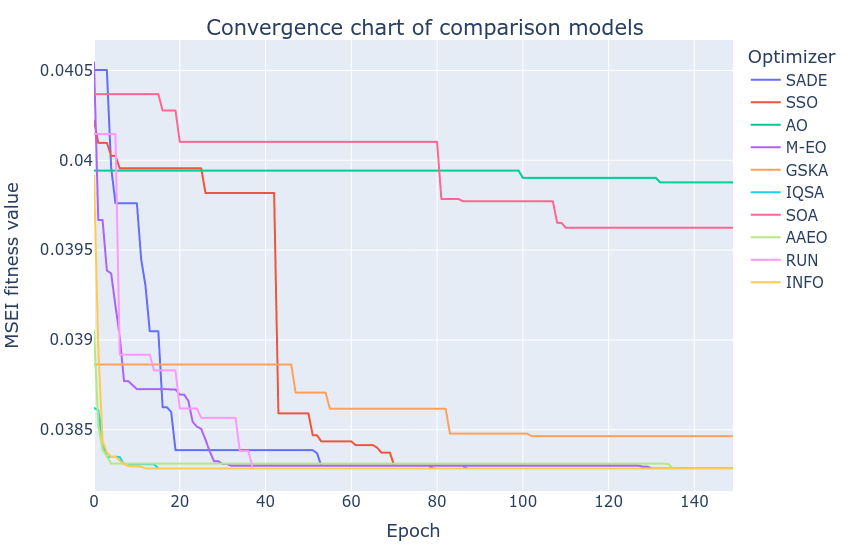 Convergence chart of comparison models
MSEI fitness value
0.0405
0.04
0.0395
0.039
0.0385
0
20
40
60
80
100
120
140
Epoch
Optimizer
SADE
SSO
AO
M-EO
GSKA
IQSA
SOA
AAEO
RUN
INFO